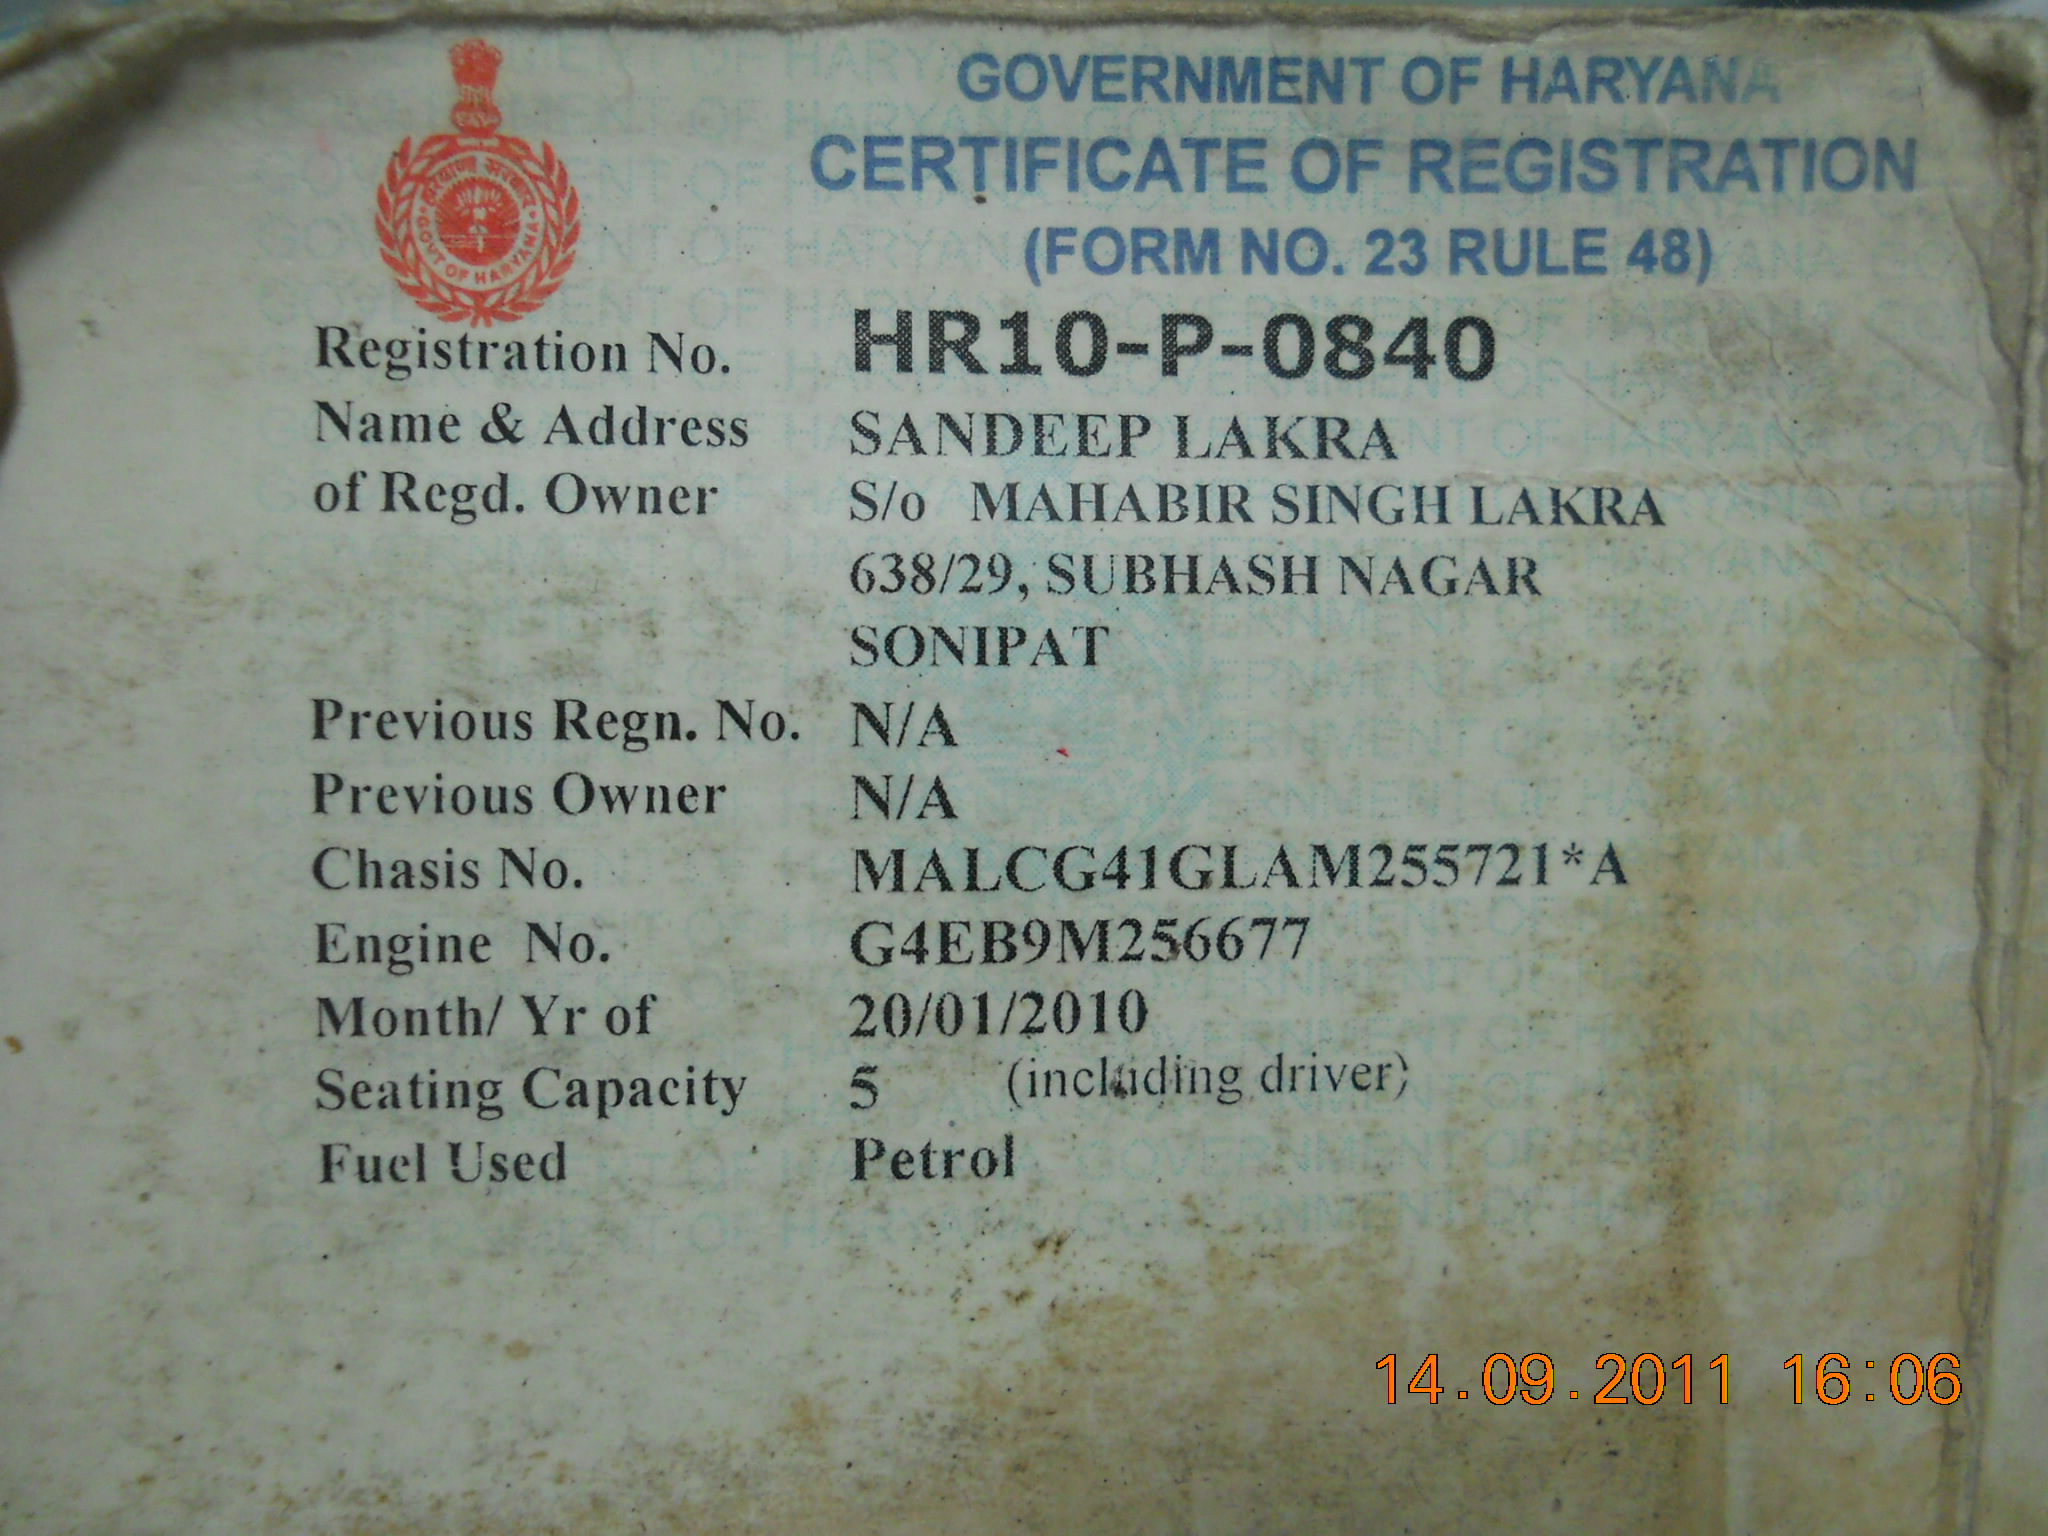 GOVERNMENT OF HARYANA
CERTIFICATE OF REGISTRATION
(FORM NO. 23 RULE 48)
GOVT OF HARYANA
Registration No. HR10-P-0840
Name & Address SANDEEP LAKRA
of Regd. Owner S/o MAHABIR SINGH LAKRA
638/29, SUBHASH NAGAR
SONIPAT
Previous Regn. No. N/A
Previous Owner N/A
Chasis No. MALCG41GLAM255721*A
Engine No. G4EB9M256677
Month/ Yr of 20/01/2010
Seating Capacity 5 (including driver)
Fuel Used Petrol
14.09.2011 16:06